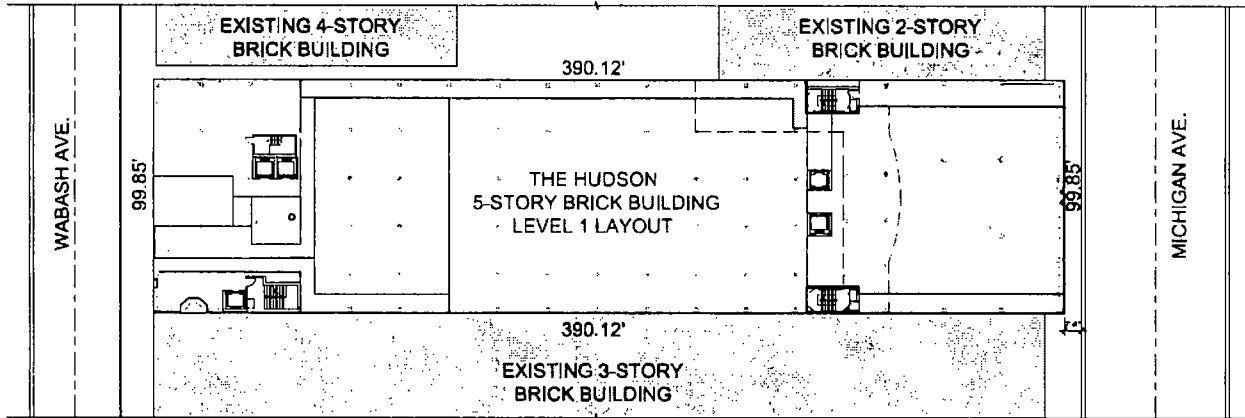 EXISTING 4-STORY
BRICK BUILDING
EXISTING 2-STORY
BRICK BUILDING
390.12'
WABASH AVE.
99.85'
THE HUDSON
5-STORY BRICK BUILDING
LEVEL 1 LAYOUT
99.85'
MICHIGAN AVE.
390.12'
EXISTING 3-STORY
BRICK BUILDING